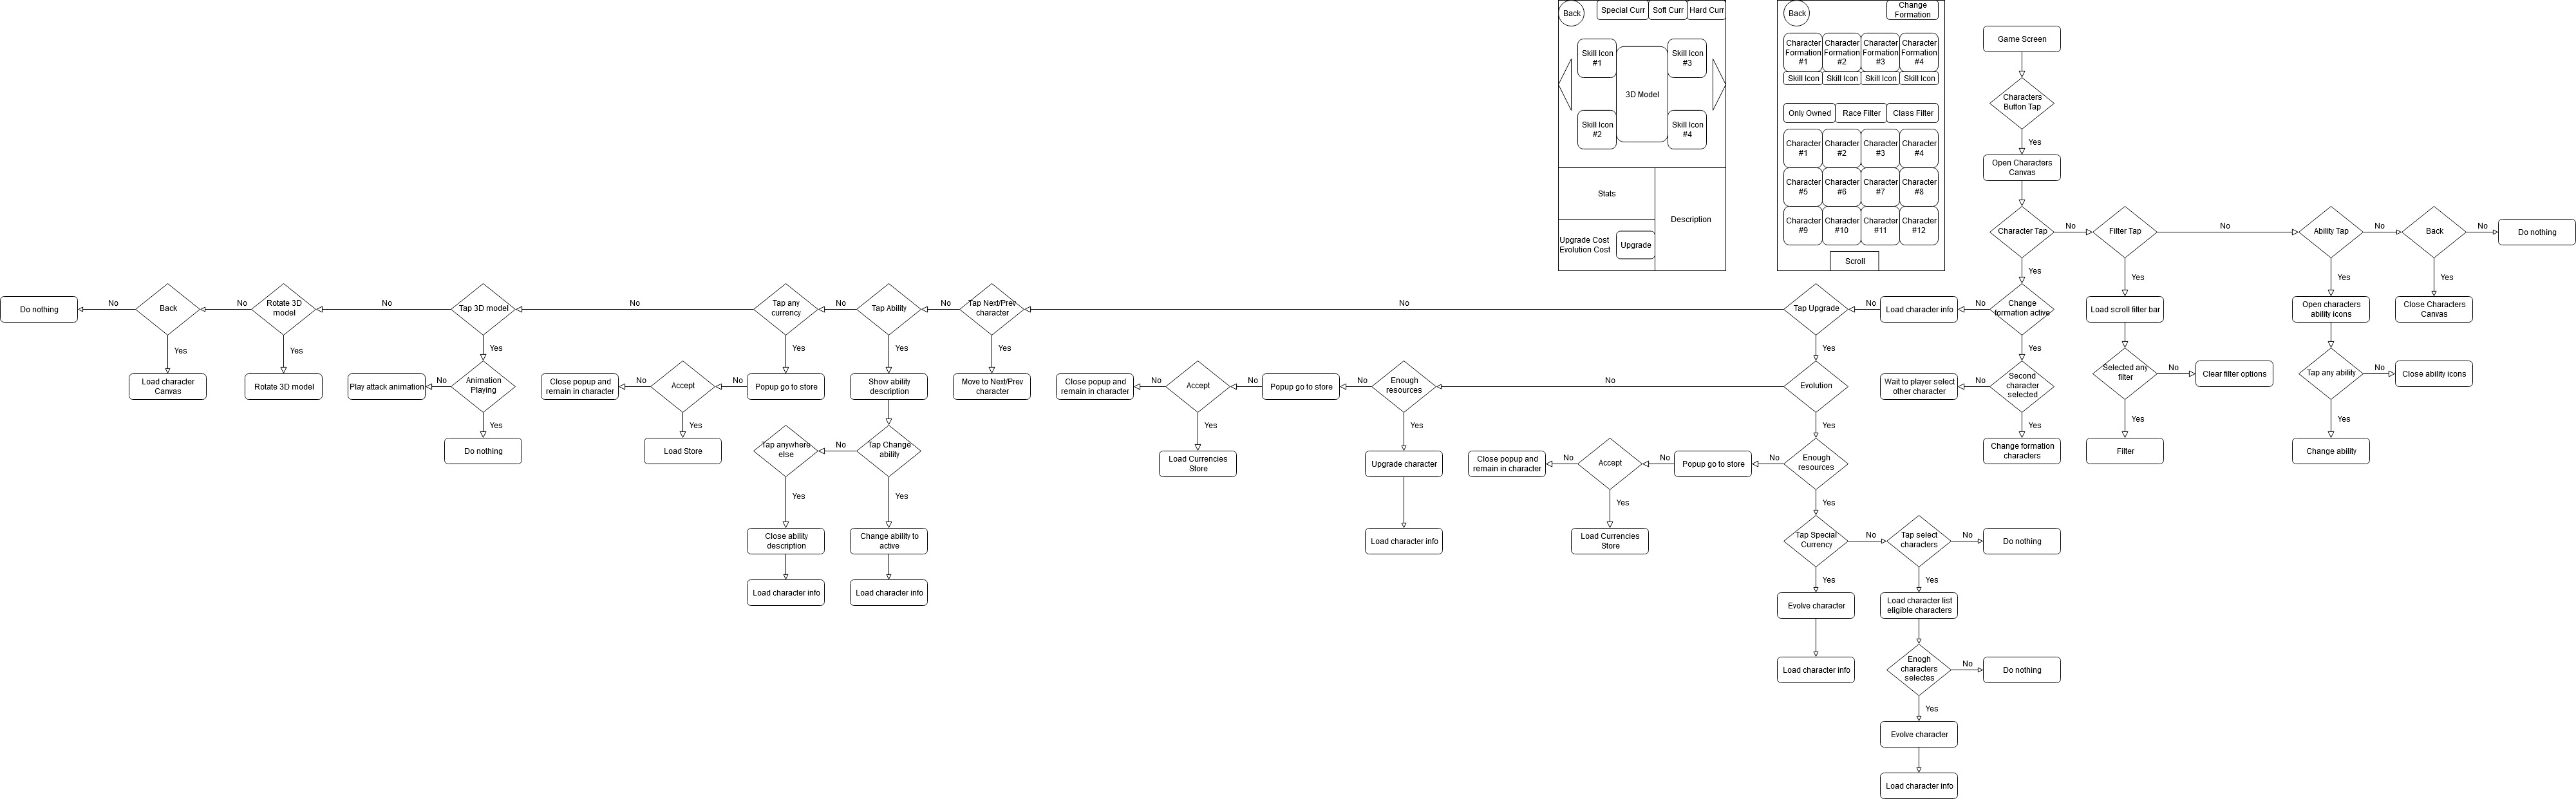 Back
Special Curr
Soft Curr
Hard Curr
Skill Icon
#1
Skill Icon
#3
3D Model
Skill Icon
#2
Skill Icon
#4
Stats
Description
Upgrade Cost
Evolution Cost
Upgrade
Back
Change
Formation
Character
Formation
#1
Character
Formation
#2
Character
Formation
#3
Character
Formation
#4
Skill Icon
Skill Icon
Skill Icon
Skill Icon
Only Owned
Race Filter
Class Filter
Character
#1
Character
#2
Character
#3
Character
#4
Character
#5
Character
#6
Character
#7
Character
#8
Character
#9
Character
#10
Character
#11
Character
#12
Scroll
Game Screen
Characters
Button Tap
Yes
Open Characters
Canvas
Character Tap
No
Filter Tap
No
Ability Tap
No
Back
No
Do nothing
Yes
Yes
Yes
Yes
Do nothing
No
Back
No
Rotate 3D
model
No
Tap 3D model
No
Tap any
currency
No
Tap Ability
No
Tap Next/Prev
character
No
Tap Upgrade
No
Load character info
No
Change
formation active
Load scroll filter bar
Open characters
ability icons
Close Characters
Canvas
Yes
Yes
Yes
Yes
Yes
Yes
Yes
Yes
Load character
Canvas
Rotate 3D model
Play attack animation
No
Animation
Playing
Close popup and
remain in character
No
Accept
No
Popup go to store
Show ability
description
Move to Next/Prev
character
Close popup and
remain in character
No
Accept
No
Popup go to store
No
Enough
resources
No
Evolution
Wait to player select
other character
No
Second
character
selected
Selected any
filter
No
Clear filter options
Tap any ability
No
Close ability icons
Yes
Yes
Yes
Yes
Yes
Yes
Yes
Yes
Do nothing
Load Store
Tap anywhere
else
No
Tap Change
ability
Load Currencies
Store
Upgrade character
Close popup and
remain in character
No
Accept
No
Popup go to store
No
Enough
resources
Change formation
characters
Filter
Change ability
Yes
Yes
Yes
Yes
Close ability
description
Change ability to
active
Load character info
Load Currencies
Store
Tap Special
Currency
No
Tap select
characters
No
Do nothing
Yes
Yes
Load character info
Load character info
Evolve character
Load character list
eligible characters
Load character info
Enogh
characters
selectes
No
Do nothing
Yes
Evolve character
Load character info